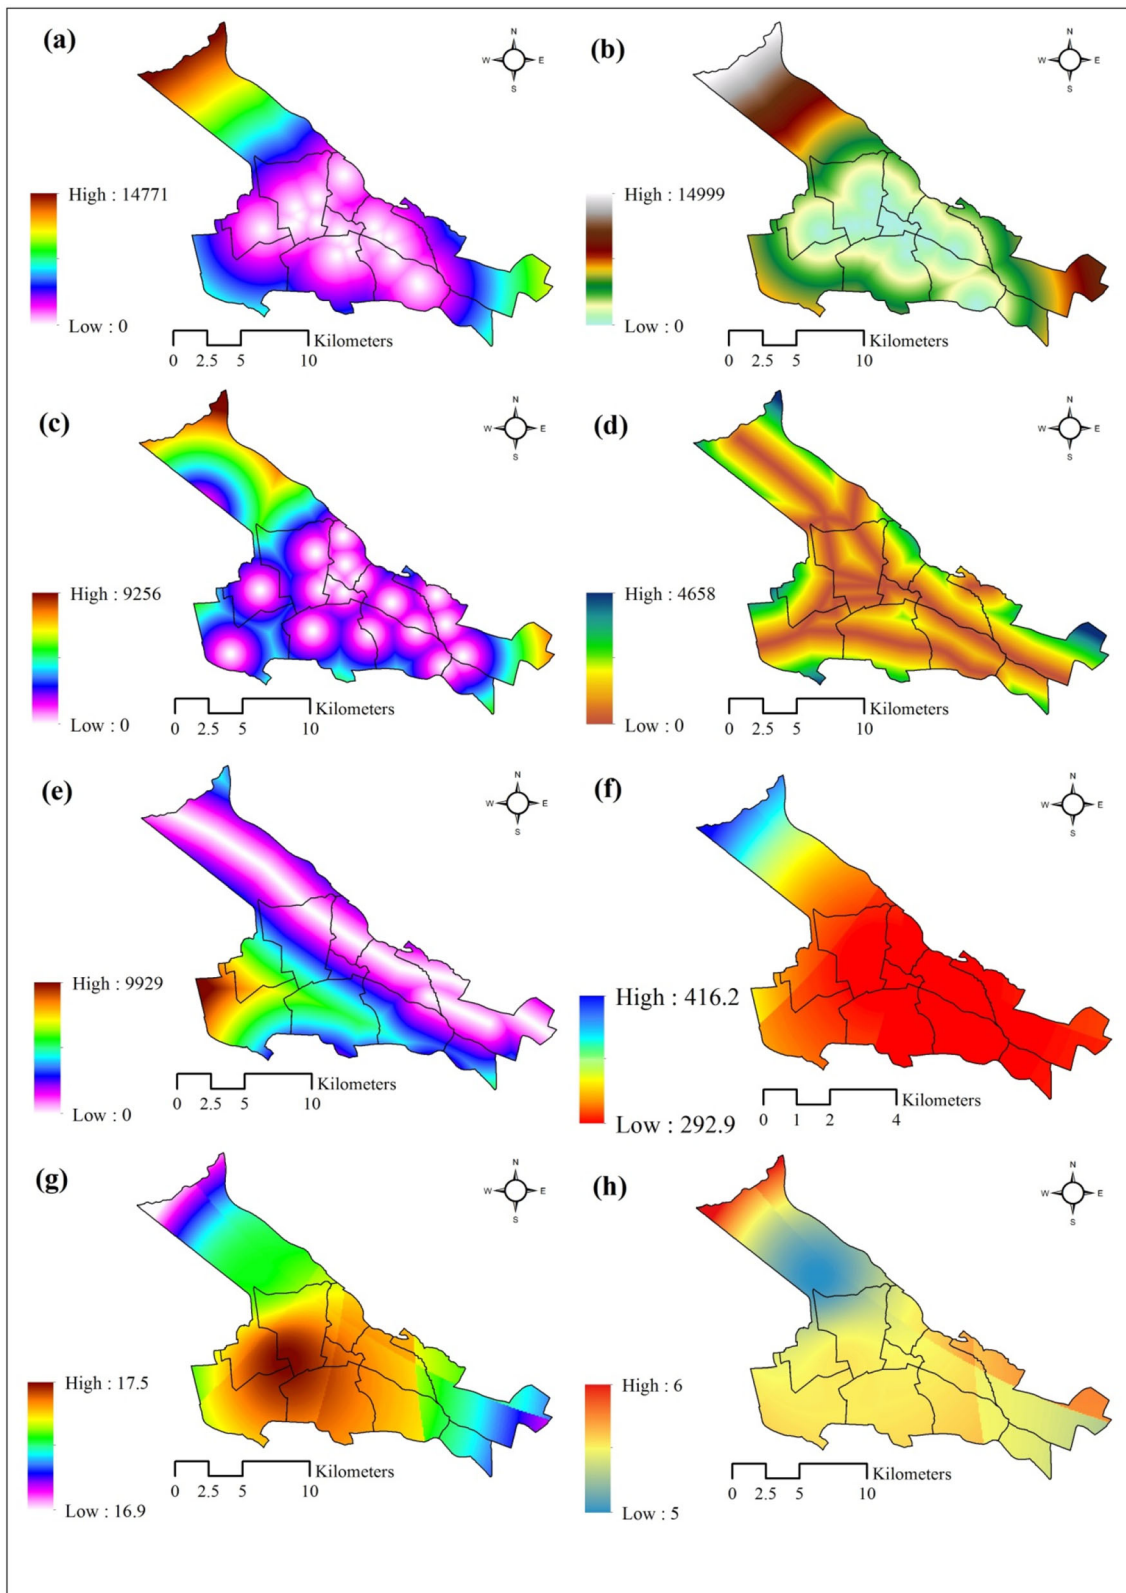 (a)
N
W E
S
High : 14771
Low : 0
Kilometers
0 2.5 5 10
(b)
N
W E
S
High : 14999
Low : 0
Kilometers
0 2.5 5 10
(c)
N
W E
S
High : 9256
Low : 0
Kilometers
0 2.5 5 10
(d)
N
W E
S
High : 4658
Low : 0
Kilometers
0 2.5 5 10
(e)
N
W E
S
High : 9929
Low : 0
Kilometers
0 2.5 5 10
(f)
N
W E
S
High : 416.2
Low : 292.9
Kilometers
0 1 2 4
(g)
N
W E
S
High : 17.5
Low : 16.9
Kilometers
0 2.5 5 10
(h)
N
W E
S
High : 6
Low : 5
Kilometers
0 2.5 5 10